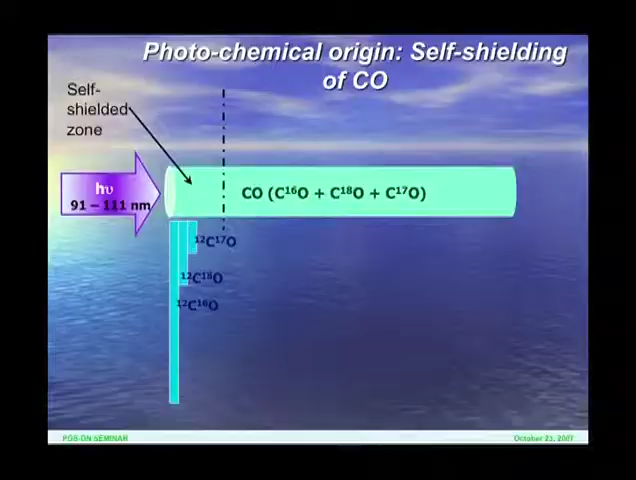 Photo-chemical origin: Self-shielding
of CO
Self-
shielded
zone
hυ
91 – 111 nm
CO (C¹⁶O + C¹⁸O + C¹⁷O)
¹²C¹⁷O
¹²C¹⁸O
¹²C¹⁶O
PGS-ON SEMINAR
October 23, 2007